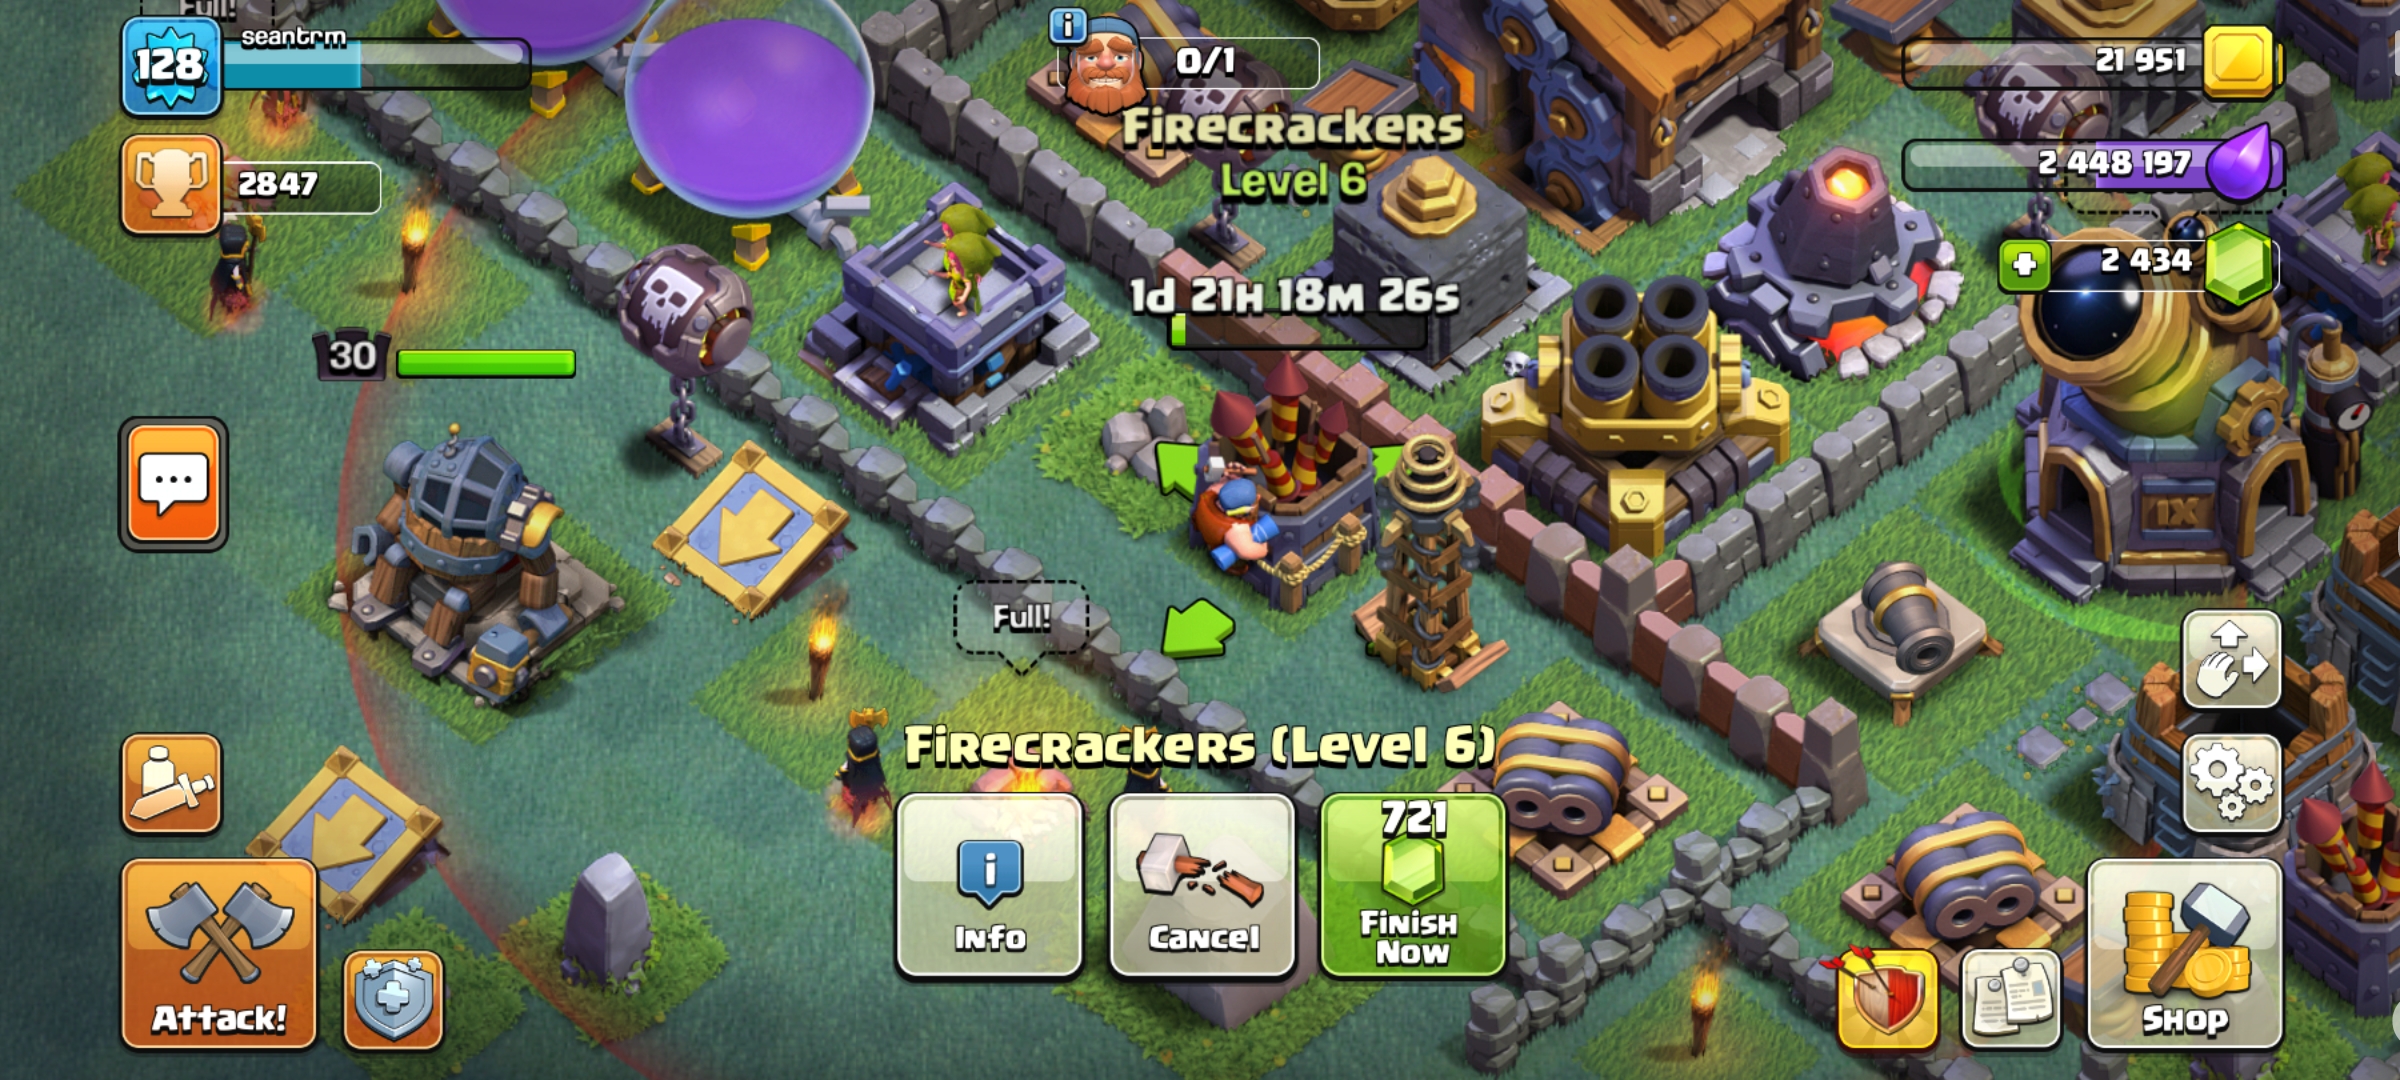 Full!
128
seantrm
0/1
21 951
Firecrackers
Level 6
2 448 197
2847
2 434
1d 21H 18M 26s
30
IX
Full!
Firecrackers (Level 6)
Info
Cancel
721
Finish
Now
Attack!
Shop